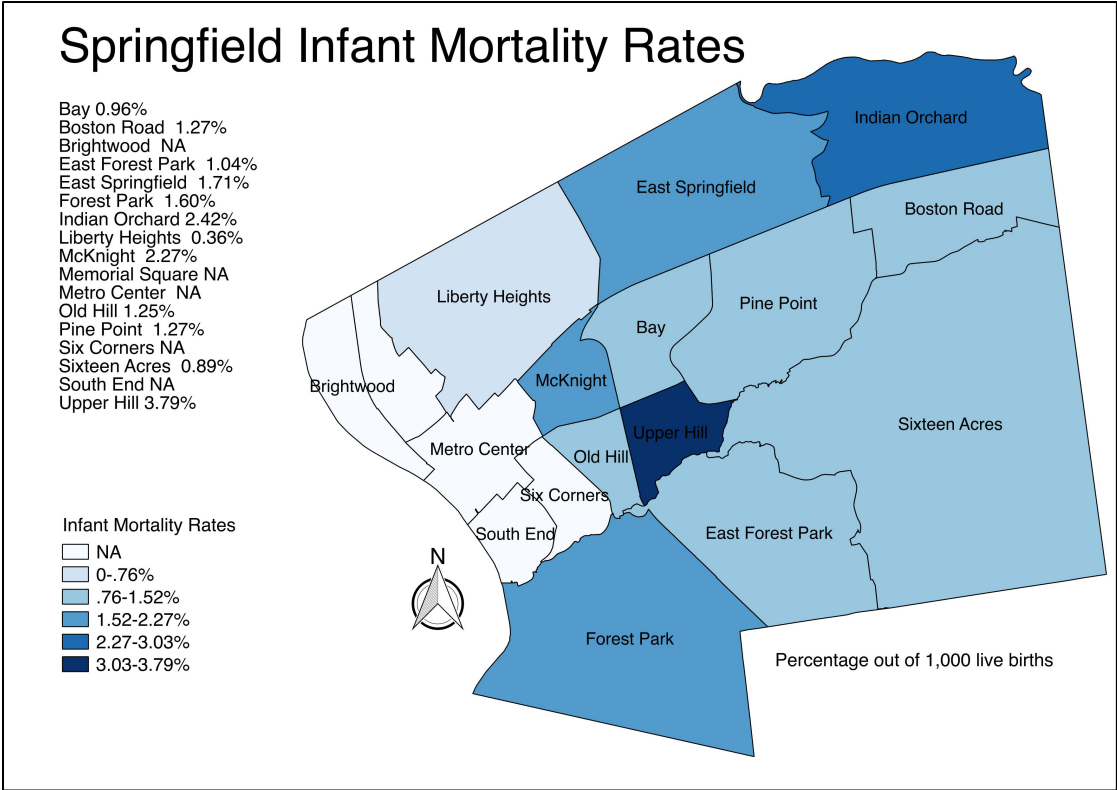 Springfield Infant Mortality Rates
Bay 0.96%
Boston Road 1.27%
Brightwood NA
East Forest Park 1.04%
East Springfield 1.71%
Forest Park 1.60%
Indian Orchard 2.42%
Liberty Heights 0.36%
McKnight 2.27%
Memorial Square NA
Metro Center NA
Old Hill 1.25%
Pine Point 1.27%
Six Corners NA
Sixteen Acres 0.89%
South End NA
Upper Hill 3.79%
Indian Orchard
East Springfield
Boston Road
Liberty Heights
Pine Point
Bay
McKnight
Brightwood
Sixteen Acres
Upper Hill
Metro Center
Old Hill
Six Corners
South End
East Forest Park
Forest Park
Infant Mortality Rates
NA
0-.76%
.76-1.52%
1.52-2.27%
2.27-3.03%
3.03-3.79%
N
Percentage out of 1,000 live births